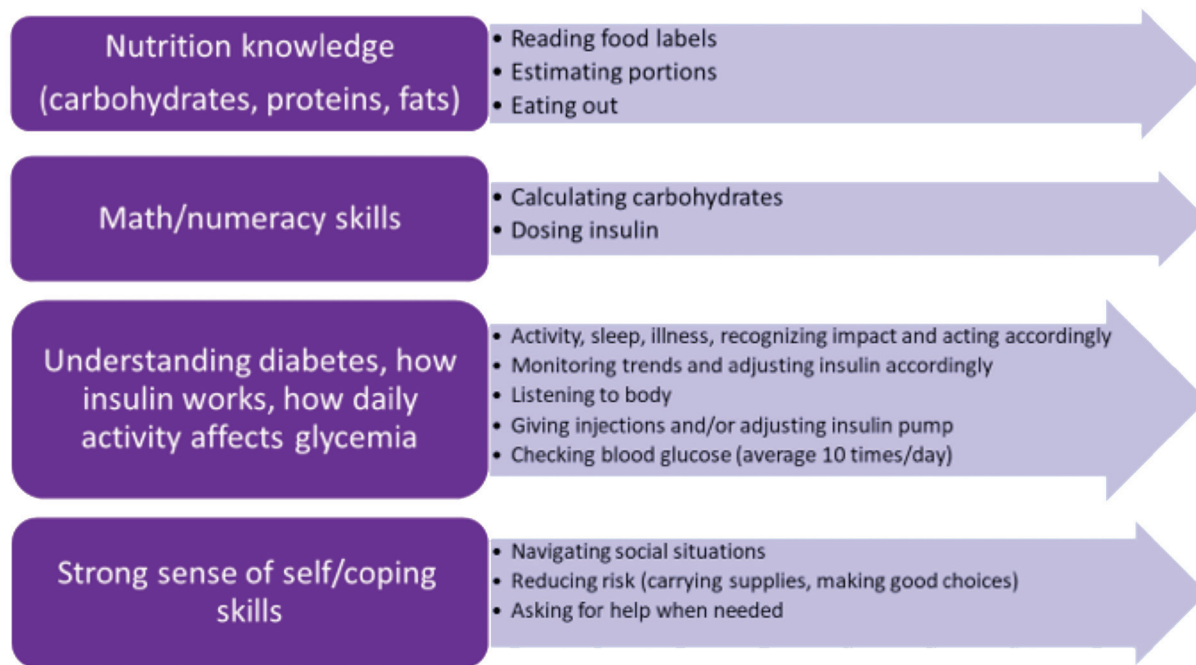 Nutrition knowledge
(carbohydrates, proteins, fats)
• Reading food labels
• Estimating portions
• Eating out
Math/numeracy skills
• Calculating carbohydrates
• Dosing insulin
Understanding diabetes, how
insulin works, how daily
activity affects glycemia
• Activity, sleep, illness, recognizing impact and acting accordingly
• Monitoring trends and adjusting insulin accordingly
• Listening to body
• Giving injections and/or adjusting insulin pump
• Checking blood glucose (average 10 times/day)
Strong sense of self/coping
skills
• Navigating social situations
• Reducing risk (carrying supplies, making good choices)
• Asking for help when needed